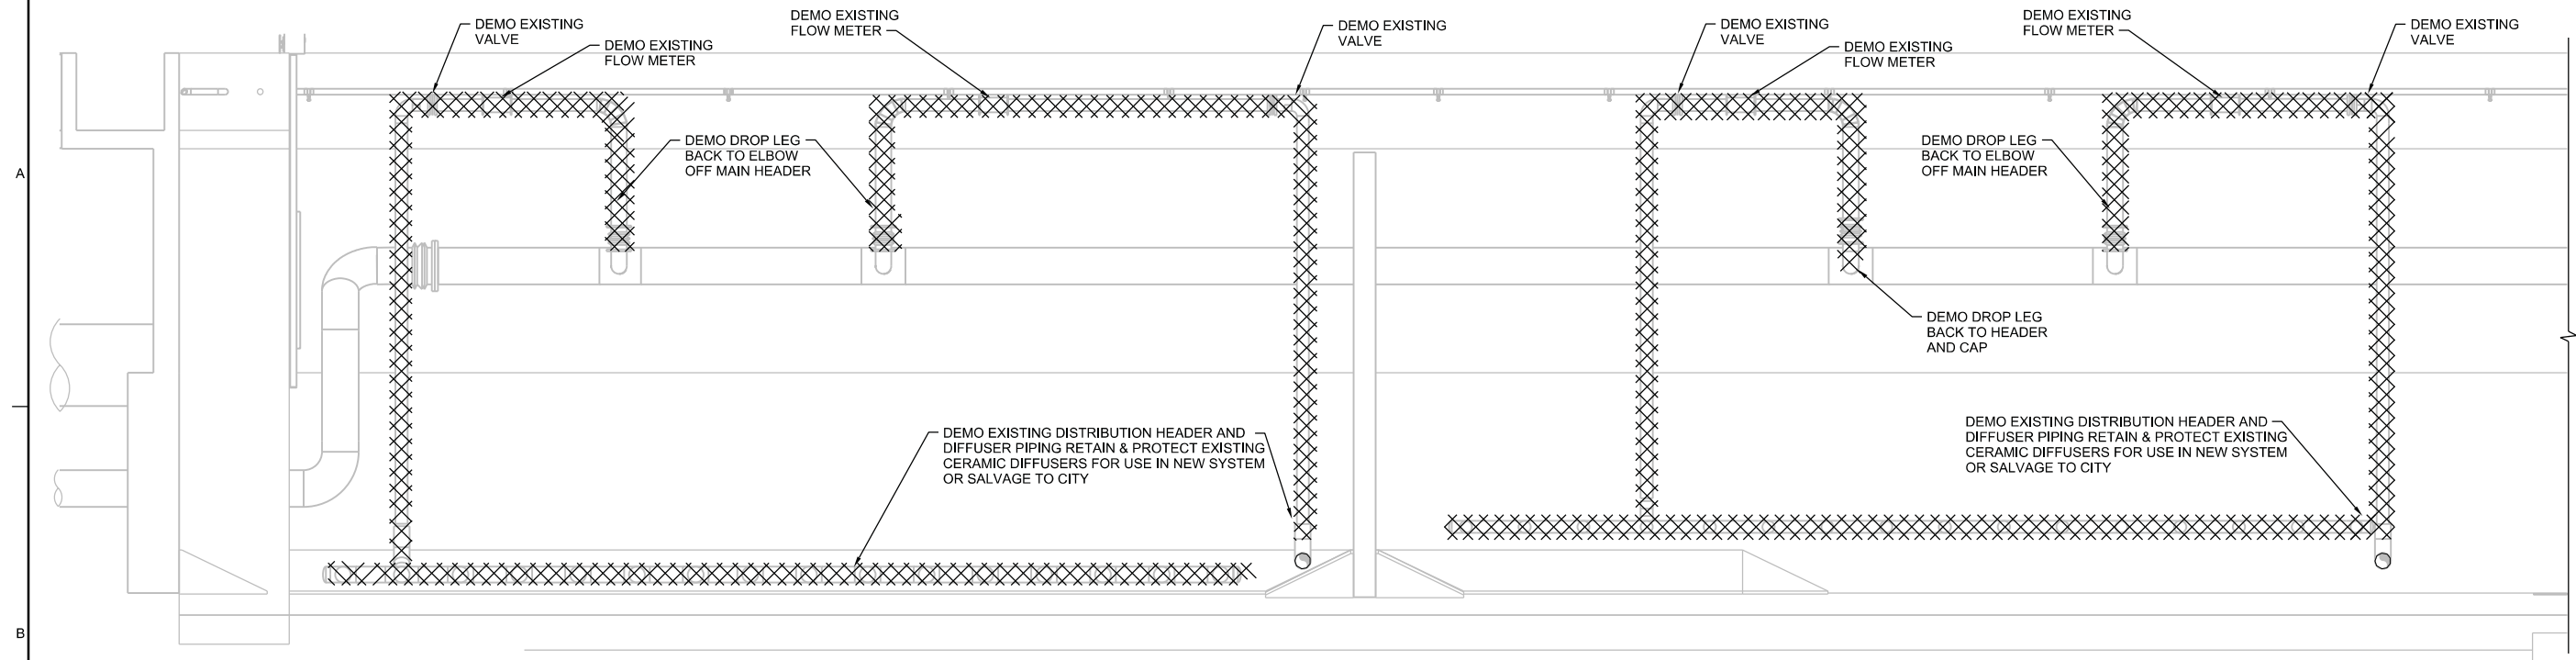 DEMO EXISTING
VALVE
DEMO EXISTING
FLOW METER
DEMO EXISTING
FLOW METER
DEMO EXISTING
VALVE
DEMO EXISTING
VALVE
DEMO EXISTING
FLOW METER
DEMO EXISTING
FLOW METER
DEMO EXISTING
VALVE
A
DEMO DROP LEG
BACK TO ELBOW
OFF MAIN HEADER
DEMO DROP LEG
BACK TO ELBOW
OFF MAIN HEADER
DEMO DROP LEG
BACK TO HEADER
AND CAP
DEMO EXISTING DISTRIBUTION HEADER AND
DIFFUSER PIPING RETAIN & PROTECT EXISTING
CERAMIC DIFFUSERS FOR USE IN NEW SYSTEM
OR SALVAGE TO CITY
DEMO EXISTING DISTRIBUTION HEADER AND
DIFFUSER PIPING RETAIN & PROTECT EXISTING
CERAMIC DIFFUSERS FOR USE IN NEW SYSTEM
OR SALVAGE TO CITY
B